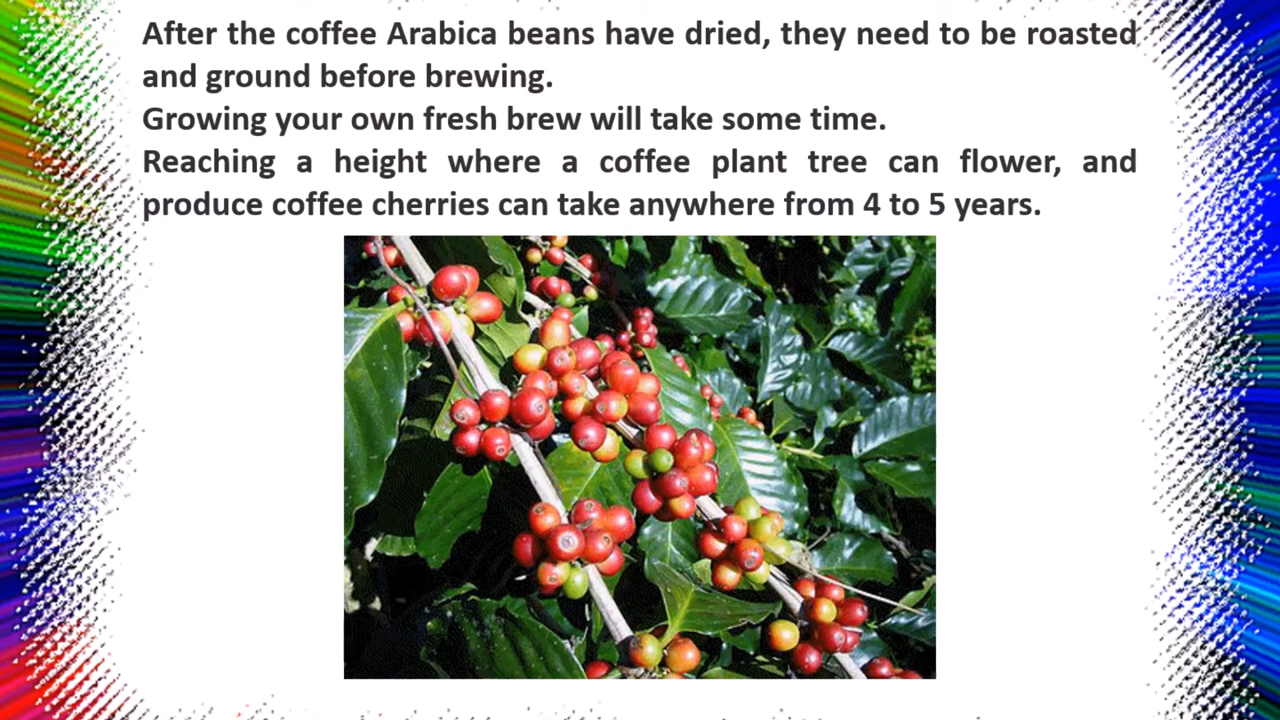 After the coffee Arabica beans have dried, they need to be roasted
and ground before brewing.
Growing your own fresh brew will take some time.
Reaching a height where a coffee plant tree can flower, and
produce coffee cherries can take anywhere from 4 to 5 years.